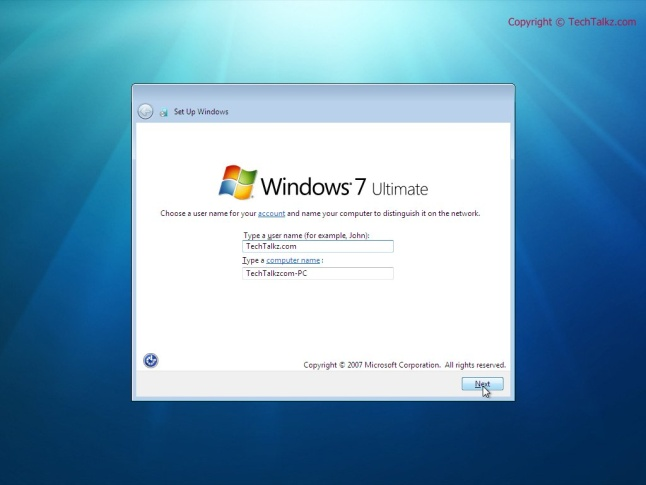 Copyright © TechTalkz.com
Set Up Windows
Windows 7 Ultimate
Choose a user name for your account and name your computer to distinguish it on the network.
Type a user name (for example, John):
TechTalkz.com
Type a computer name :
TechTalkzcom-PC
Copyright © 2007 Microsoft Corporation. All rights reserved.
Next